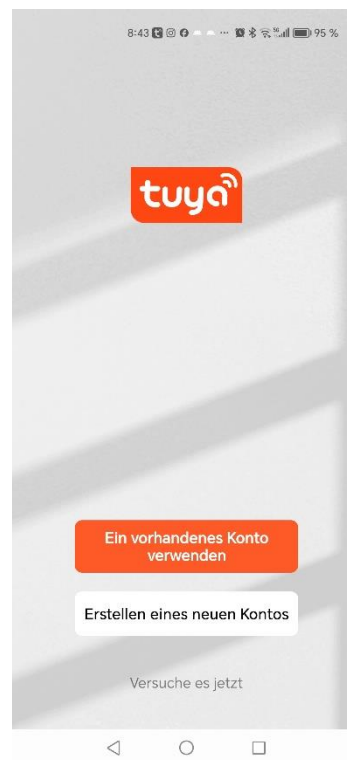 8:43
95 %
tuya
Ein vorhandenes Konto
verwenden
Erstellen eines neuen Kontos
Versuche es jetzt